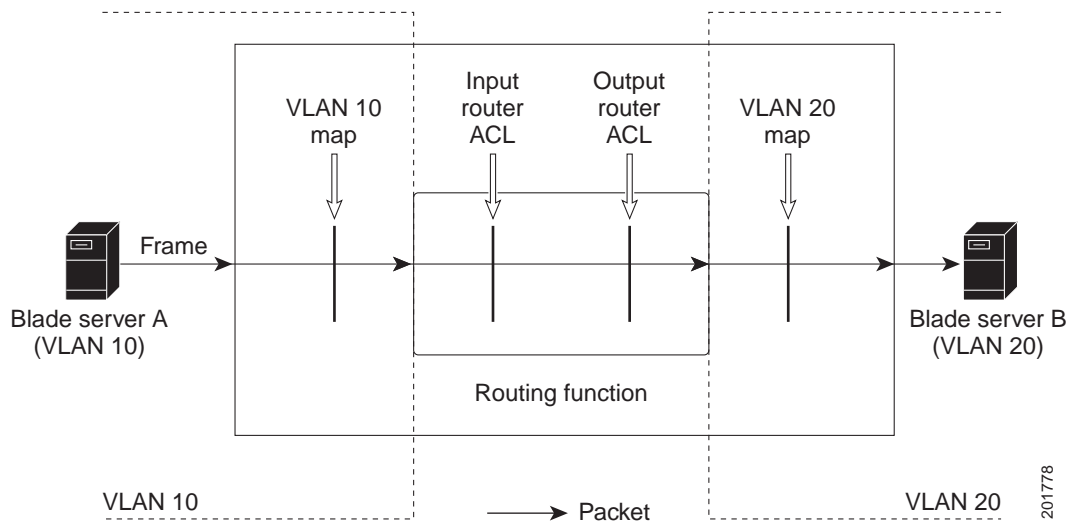 VLAN 10
map
Input
router
ACL
Output
router
ACL
VLAN 20
map
Frame
Blade server A
(VLAN 10)
Blade server B
(VLAN 20)
Routing function
VLAN 10
Packet
VLAN 20
201778